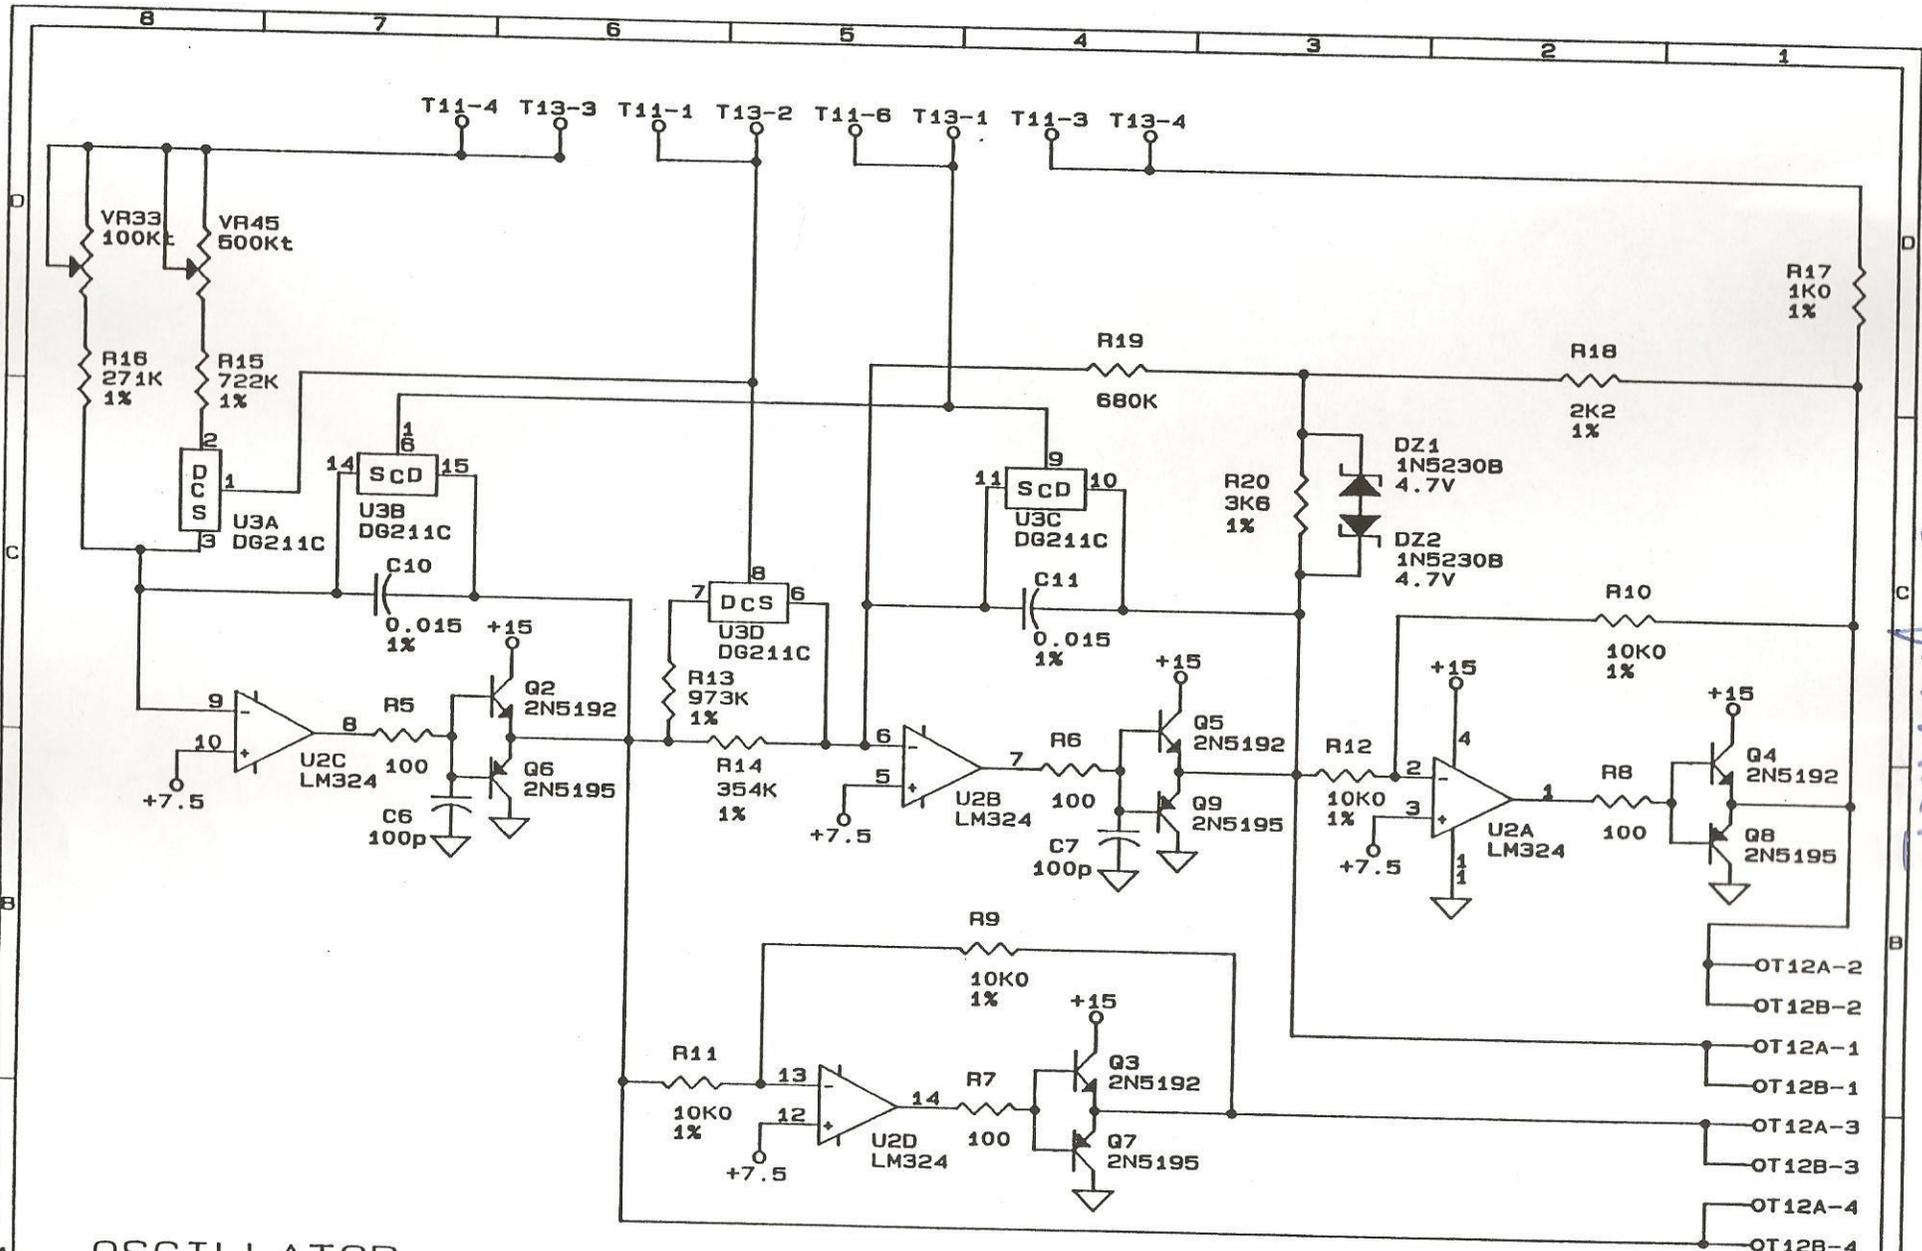 8 7 6 5 4 3 2 1
T11-4 T13-3 T11-1 T13-2 T11-6 T13-1 T11-3 T13-4
D
D
VR33
100Kt
VR45
500Kt
R17
1K0
1%
R16
271K
1%
R15
722K
1%
R19
680K
R18
2K2
1%
2
D
C
S
1
3
U3A
DG211C
1
6
14
S C D
15
U3B
DG211C
9
11
S C D
10
U3C
DG211C
R20
3K6
1%
DZ1
1N5230B
4.7V
DZ2
1N5230B
4.7V
C
C
C10
0.015
1%
8
7
D C S
6
U3D
DG211C
C11
0.015
1%
R10
10K0
1%
R13
973K
1%
9
-
10
+
8
U2C
LM324
+7.5
R5
100
+15
Q2
2N5192
Q6
2N5195
C6
100p
R14
354K
1%
6
-
5
+
7
U2B
LM324
+7.5
R6
100
+15
Q5
2N5192
Q9
2N5195
C7
100p
R12
10K0
1%
+15
4
2
-
3
+
1
1
1
U2A
LM324
+7.5
R8
100
+15
Q4
2N5192
Q8
2N5195
B
B
R9
10K0
1%
R11
10K0
1%
13
-
12
+
14
U2D
LM324
+7.5
R7
100
+15
Q3
2N5192
Q7
2N5195
OT12A-2
OT12B-2
OT12A-1
OT12B-1
OT12A-3
OT12B-3
OT12A-4
OT12B-4
OSCILLATOR